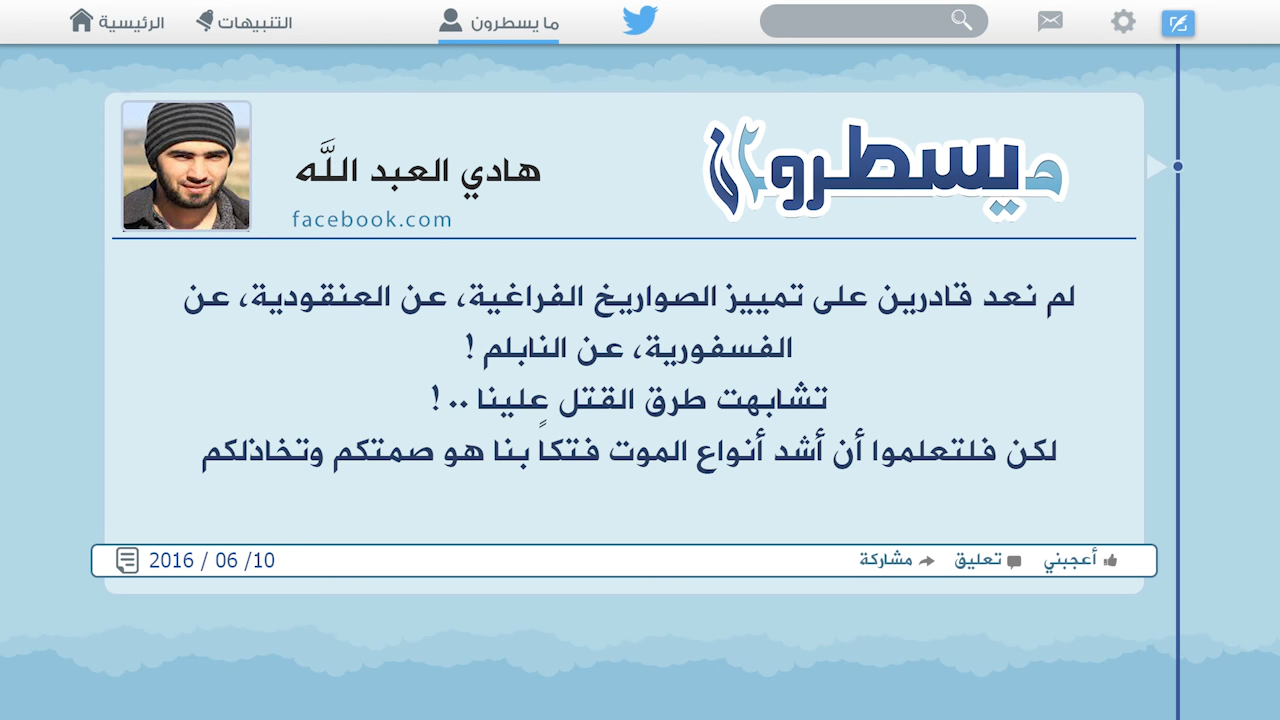 الرئيسية
التنبيهات
ما يسطرون
ما يسطرون
هادي العبد الله
facebook.com
لم نعد قادرين على تمييز الصواريخ الفراغية، عن العنقودية، عن
الفسفورية، عن النابلم !
تشابهت طرق القتل علينا .. !
لكن فلتعلموا أن أشد أنواع الموت فتكاً بنا هو صمتكم وتخاذلكم
أعجبني
تعليق
مشاركة
2016 / 06 /10